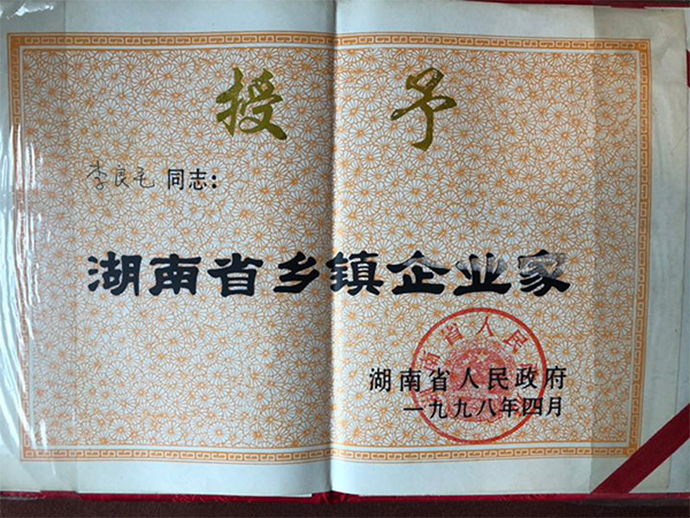 授予
李良毛 同志：
湖南省乡镇企业家
湖南省人民政府
一九九八年四月